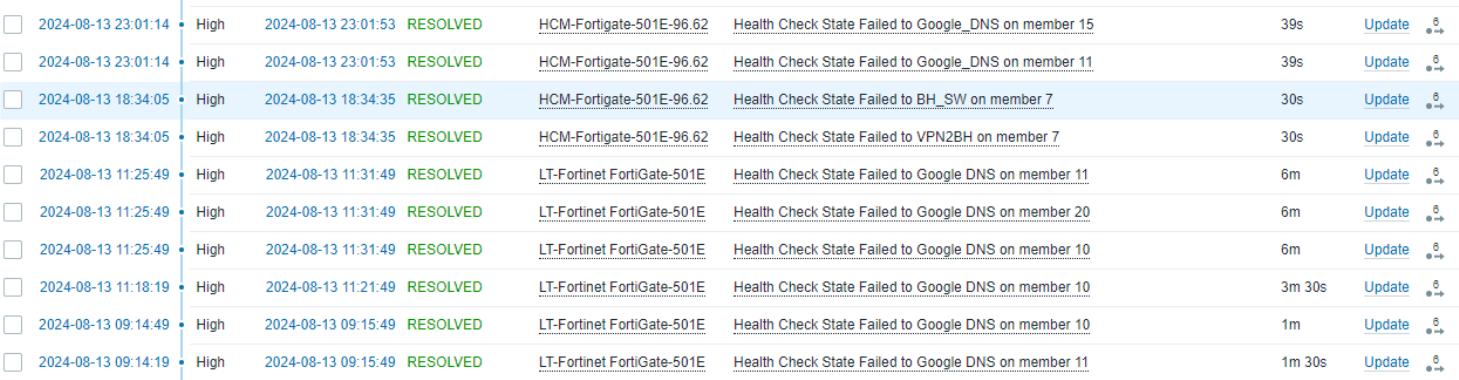 2024-08-13 23:01:14 High 2024-08-13 23:01:53 RESOLVED HCM-Fortigate-501E-96.62 Health Check State Failed to Google_DNS on member 15 39s Update 6
2024-08-13 23:01:14 High 2024-08-13 23:01:53 RESOLVED HCM-Fortigate-501E-96.62 Health Check State Failed to Google_DNS on member 11 39s Update 6
2024-08-13 18:34:05 High 2024-08-13 18:34:35 RESOLVED HCM-Fortigate-501E-96.62 Health Check State Failed to BH_SW on member 7 30s Update 6
2024-08-13 18:34:05 High 2024-08-13 18:34:35 RESOLVED HCM-Fortigate-501E-96.62 Health Check State Failed to VPN2BH on member 7 30s Update 6
2024-08-13 11:25:49 High 2024-08-13 11:31:49 RESOLVED LT-Fortinet FortiGate-501E Health Check State Failed to Google DNS on member 11 6m Update 6
2024-08-13 11:25:49 High 2024-08-13 11:31:49 RESOLVED LT-Fortinet FortiGate-501E Health Check State Failed to Google DNS on member 20 6m Update 6
2024-08-13 11:25:49 High 2024-08-13 11:31:49 RESOLVED LT-Fortinet FortiGate-501E Health Check State Failed to Google DNS on member 10 6m Update 6
2024-08-13 11:18:19 High 2024-08-13 11:21:49 RESOLVED LT-Fortinet FortiGate-501E Health Check State Failed to Google DNS on member 10 3m 30s Update 6
2024-08-13 09:14:49 High 2024-08-13 09:15:49 RESOLVED LT-Fortinet FortiGate-501E Health Check State Failed to Google DNS on member 10 1m Update 6
2024-08-13 09:14:19 High 2024-08-13 09:15:49 RESOLVED LT-Fortinet FortiGate-501E Health Check State Failed to Google DNS on member 11 1m 30s Update 6